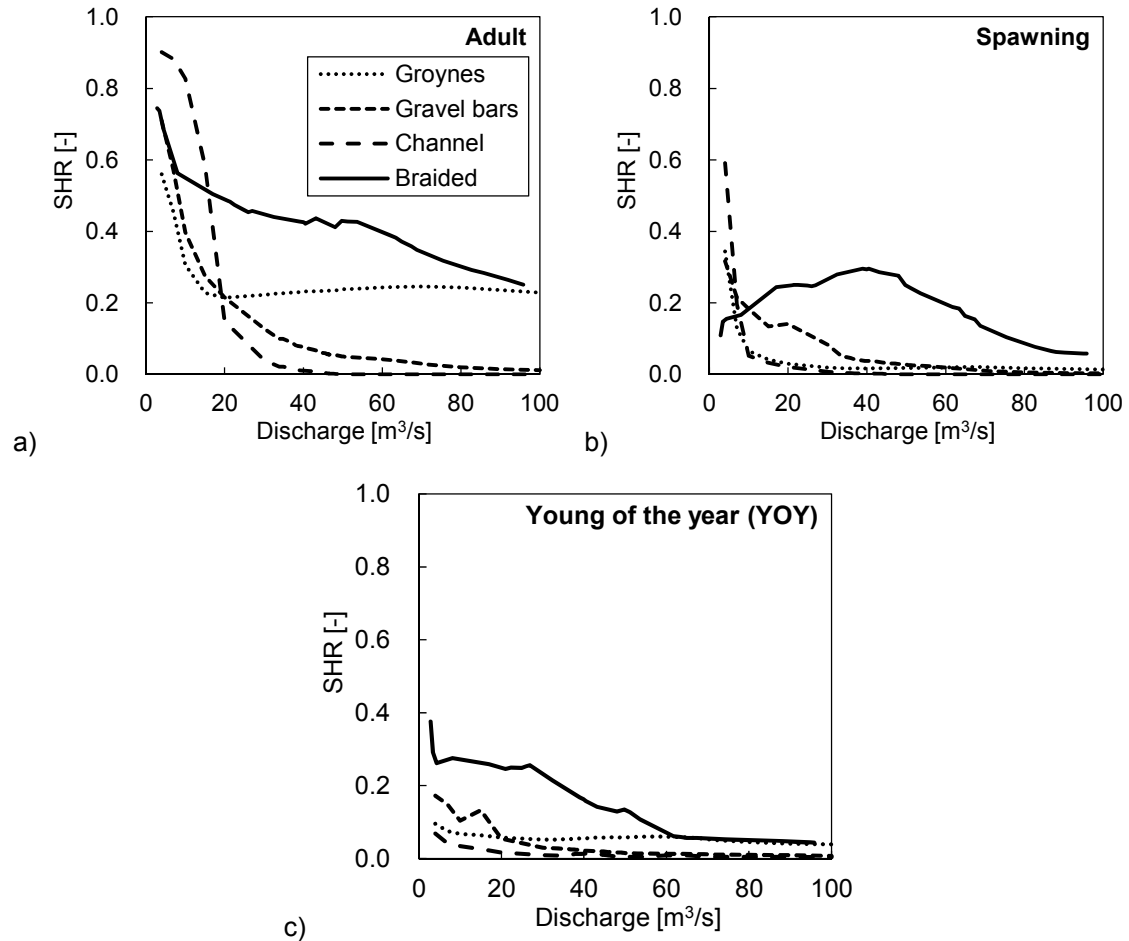 1.0
0.8
0.6
0.4
0.2
0.0
SHR [-]
Adult
Groynes
Gravel bars
Channel
Braided
0 20 40 60 80 100
Discharge [m³/s]
a)
1.0
0.8
0.6
0.4
0.2
0.0
SHR [-]
Spawning
0 20 40 60 80 100
Discharge [m³/s]
b)
1.0
0.8
0.6
0.4
0.2
0.0
SHR [-]
Young of the year (YOY)
0 20 40 60 80 100
Discharge [m³/s]
c)